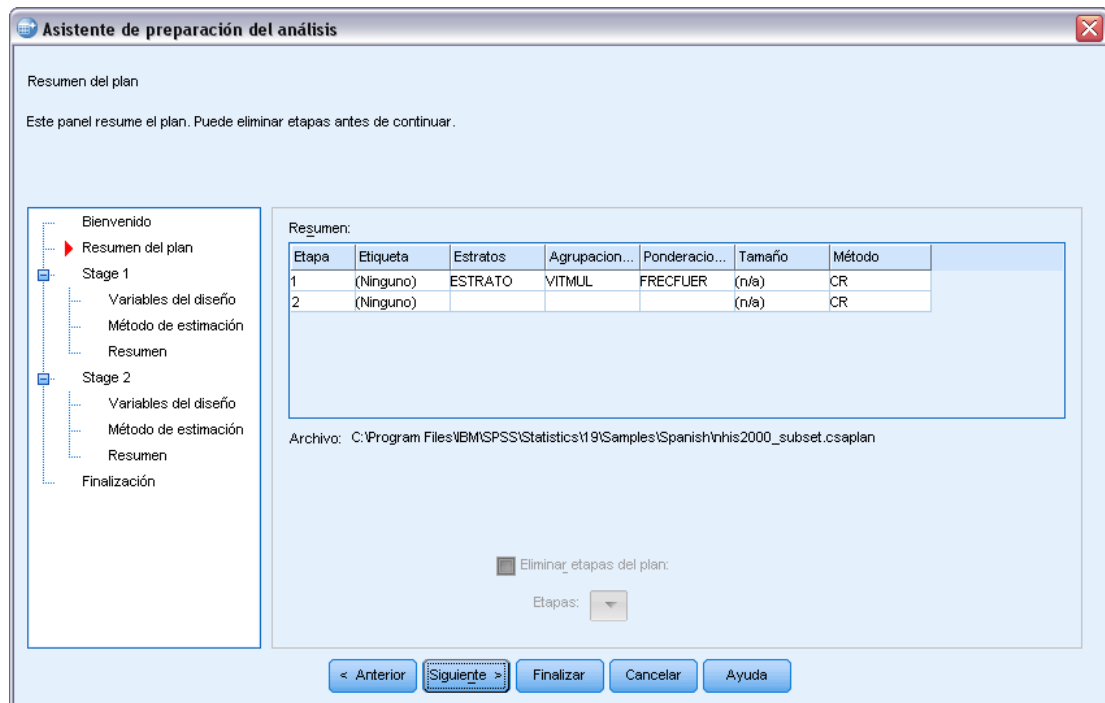 Asistente de preparación del análisis
Resumen del plan
Este panel resume el plan. Puede eliminar etapas antes de continuar.
Bienvenido
Resumen del plan
Stage 1
Variables del diseño
Método de estimación
Resumen
Stage 2
Variables del diseño
Método de estimación
Resumen
Finalización
Resumen:
Etapa Etiqueta Estratos Agrupacion... Ponderacio... Tamaño Método
1 (Ninguno) ESTRATO VITMUL FRECFUER (n/a) CR
2 (Ninguno) (n/a) CR
Archivo: C:\Program Files\IBM\SPSS\Statistics\19\Samples\Spanish\nhis2000_subset.csaplan
Eliminar etapas del plan:
Etapas:
< Anterior Siguiente > Finalizar Cancelar Ayuda